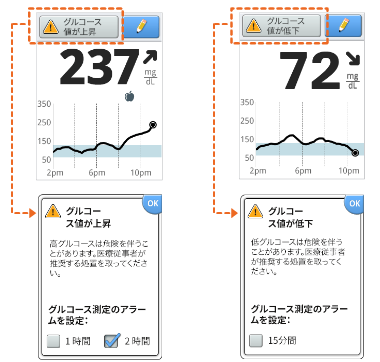 グルコース
値が上昇
237
mg
dL
350
250
150
50
2pm
6pm
10pm
OK
グルコー
ス値が上昇
高グルコースは危険を伴うこ
とがあります。医療従事者が
推奨する処置を取ってくださ
い。
グルコース測定のアラー
ムを設定：
1 時間
2 時間
グルコース
値が低下
72
mg
dL
350
250
150
50
2pm
6pm
10pm
OK
グルコー
ス値が低下
低グルコースは危険を伴う
ことがあります。医療従事者
が推奨する処置を取ってくだ
さい。
グルコース測定のアラー
ムを設定：
15分間